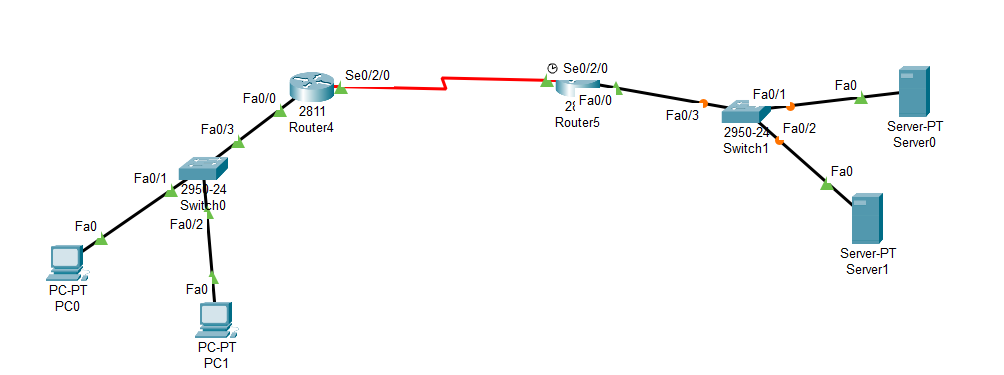 Se0/2/0
Fa0/0
2811
Router4
Fa0/3
Fa0/1
2950-24
Switch0
Fa0/2
Fa0
PC-PT
PC0
Fa0
PC-PT
PC1
Se0/2/0
Fa0/0
Router5
Fa0/3
Fa0/1
2950-24
Switch1
Fa0/2
Fa0
Server-PT
Server0
Fa0
Server-PT
Server1